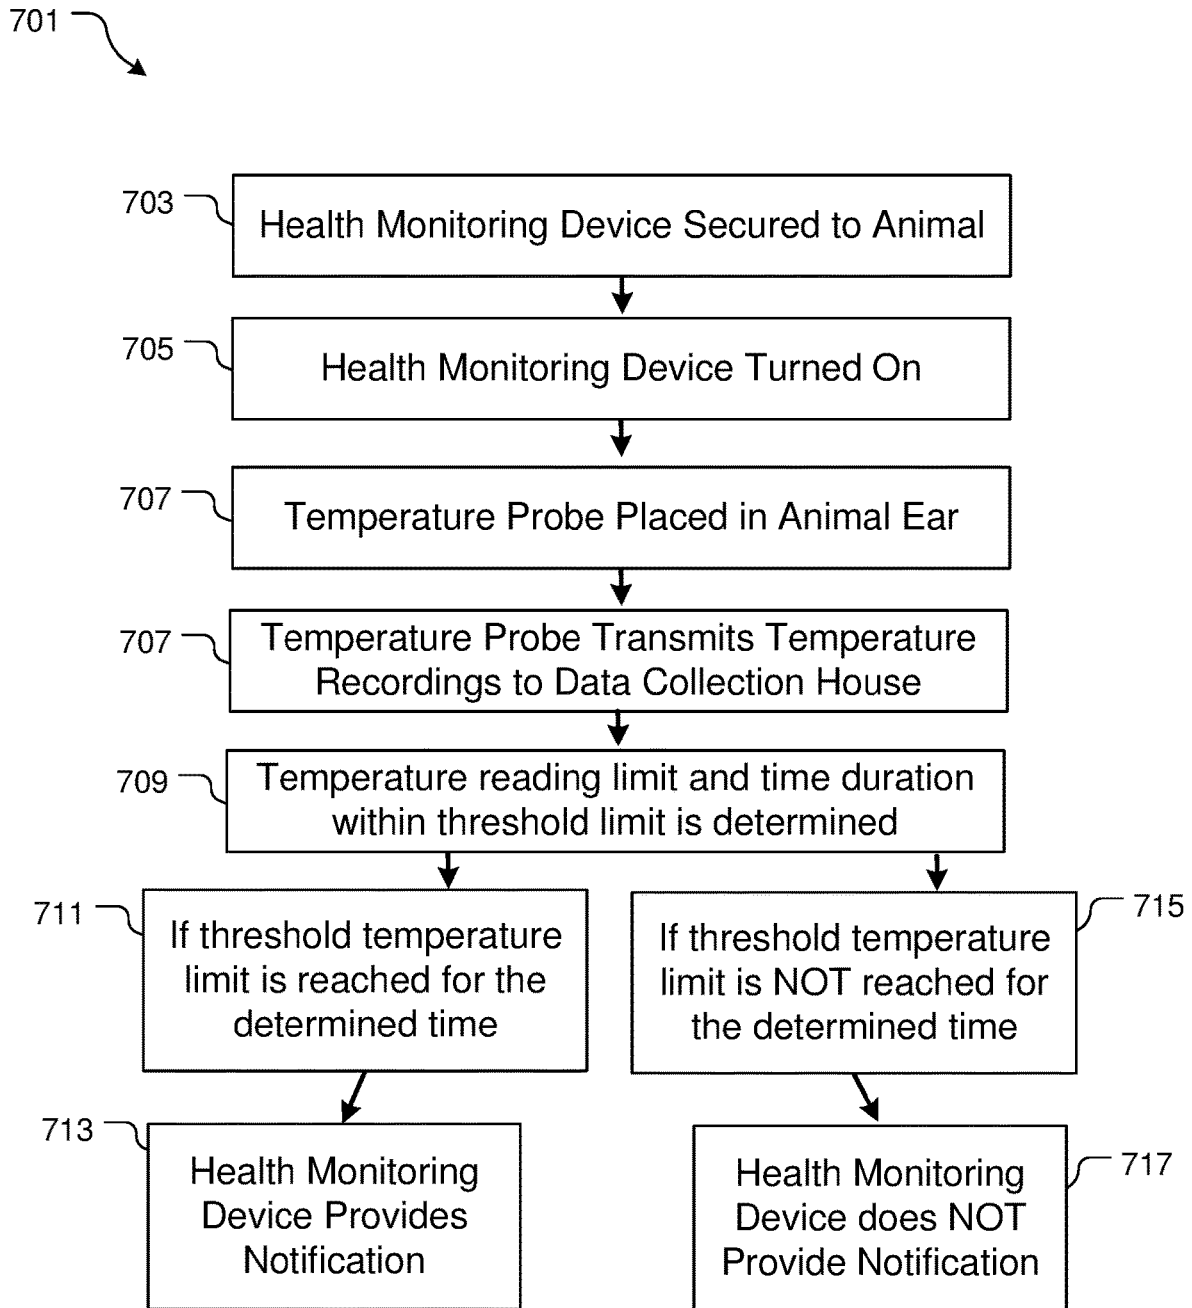 701
703
Health Monitoring Device Secured to Animal
705
Health Monitoring Device Turned On
707
Temperature Probe Placed in Animal Ear
707
Temperature Probe Transmits Temperature
Recordings to Data Collection House
709
Temperature reading limit and time duration
within threshold limit is determined
711
If threshold temperature
limit is reached for the
determined time
715
If threshold temperature
limit is NOT reached for
the determined time
713
Health Monitoring
Device Provides
Notification
717
Health Monitoring
Device does NOT
Provide Notification